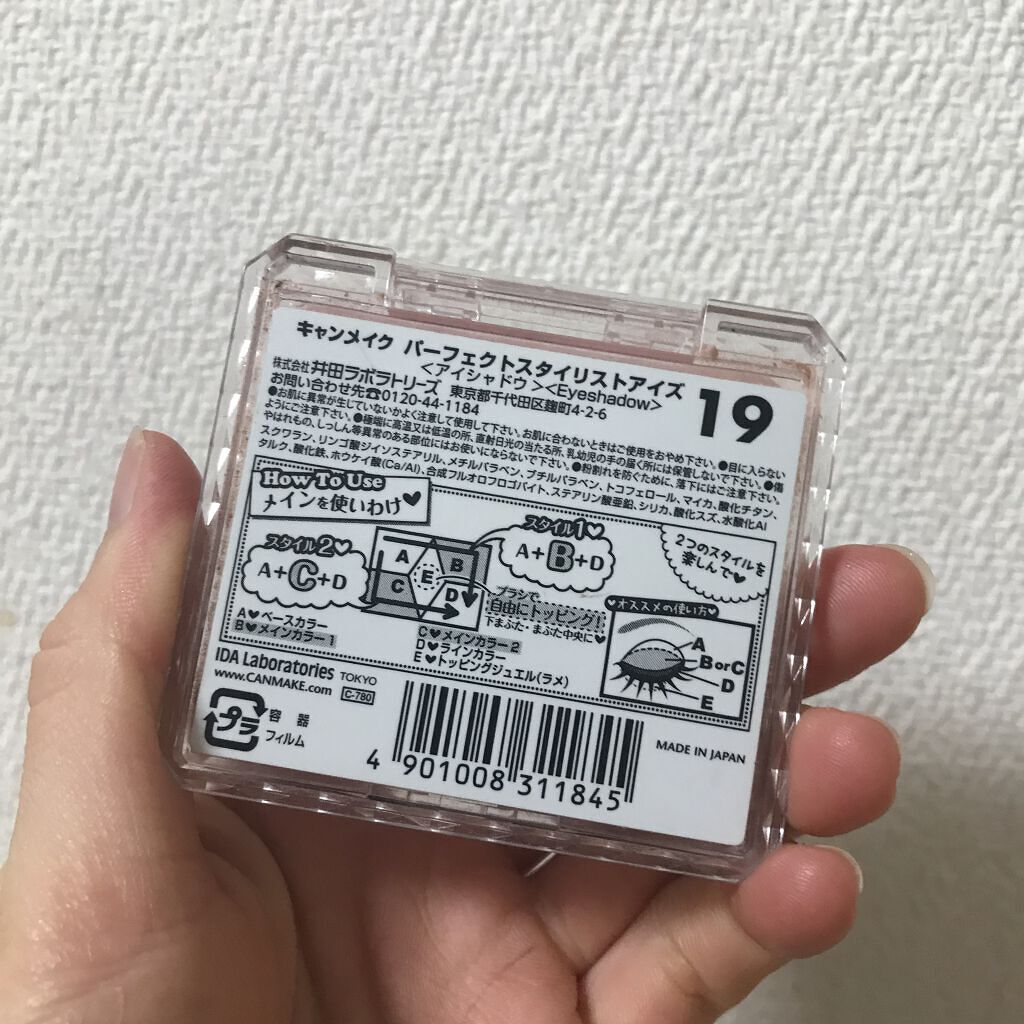 キャンメイク パーフェクトスタイリストアイズ
<アイシャドウ><Eyeshadow>
19
株式会社 井田ラボラトリーズ 東京都千代田区麹町4-2-6
お問い合わせ先☎0120-44-1184
●お肌に異常が生じていないかよく注意して使用して下さい。お肌に合わないときはご使用をおやめ下さい。●目に入らない
ようにご注意下さい。●極端に高温又は低温の所、直射日光の当たる所、乳幼児の手の届く所には保管しないで下さい。●傷
やはれもの、しっしん等異常のある部位にはお使いにならないで下さい。●粉割れを防ぐために、落下にはご注意下さい。
スクワラン、リンゴ酸ジイソステアリル、メチルパラベン、ブチルパラベン、トコフェロール、マイカ、酸化チタン、
タルク、酸化鉄、ホウケイ酸(Ca/Al)、合成フルオロフロゴパイト、ステアリン酸亜鉛、シリカ、酸化スズ、水酸化Al
How To Use
メインを使いわけ♥
スタイル2♥
A+C+D
A
B
C
D
E
スタイル1♥
A+B+D
2つのスタイルを
楽しんで♥
ブラシで
自由にトッピング!
下まぶた・まぶた中央に♥
♥オススメの使い方♥
A
B or C
D
E
A♥ベースカラー
B♥メインカラー1
C♥メインカラー2
D♥ラインカラー
E♥トッピングジュエル(ラメ)
IDA Laboratories TOKYO
www.CANMAKE.com C-780
プラ
容器
フィルム
4 901008 311845
MADE IN JAPAN